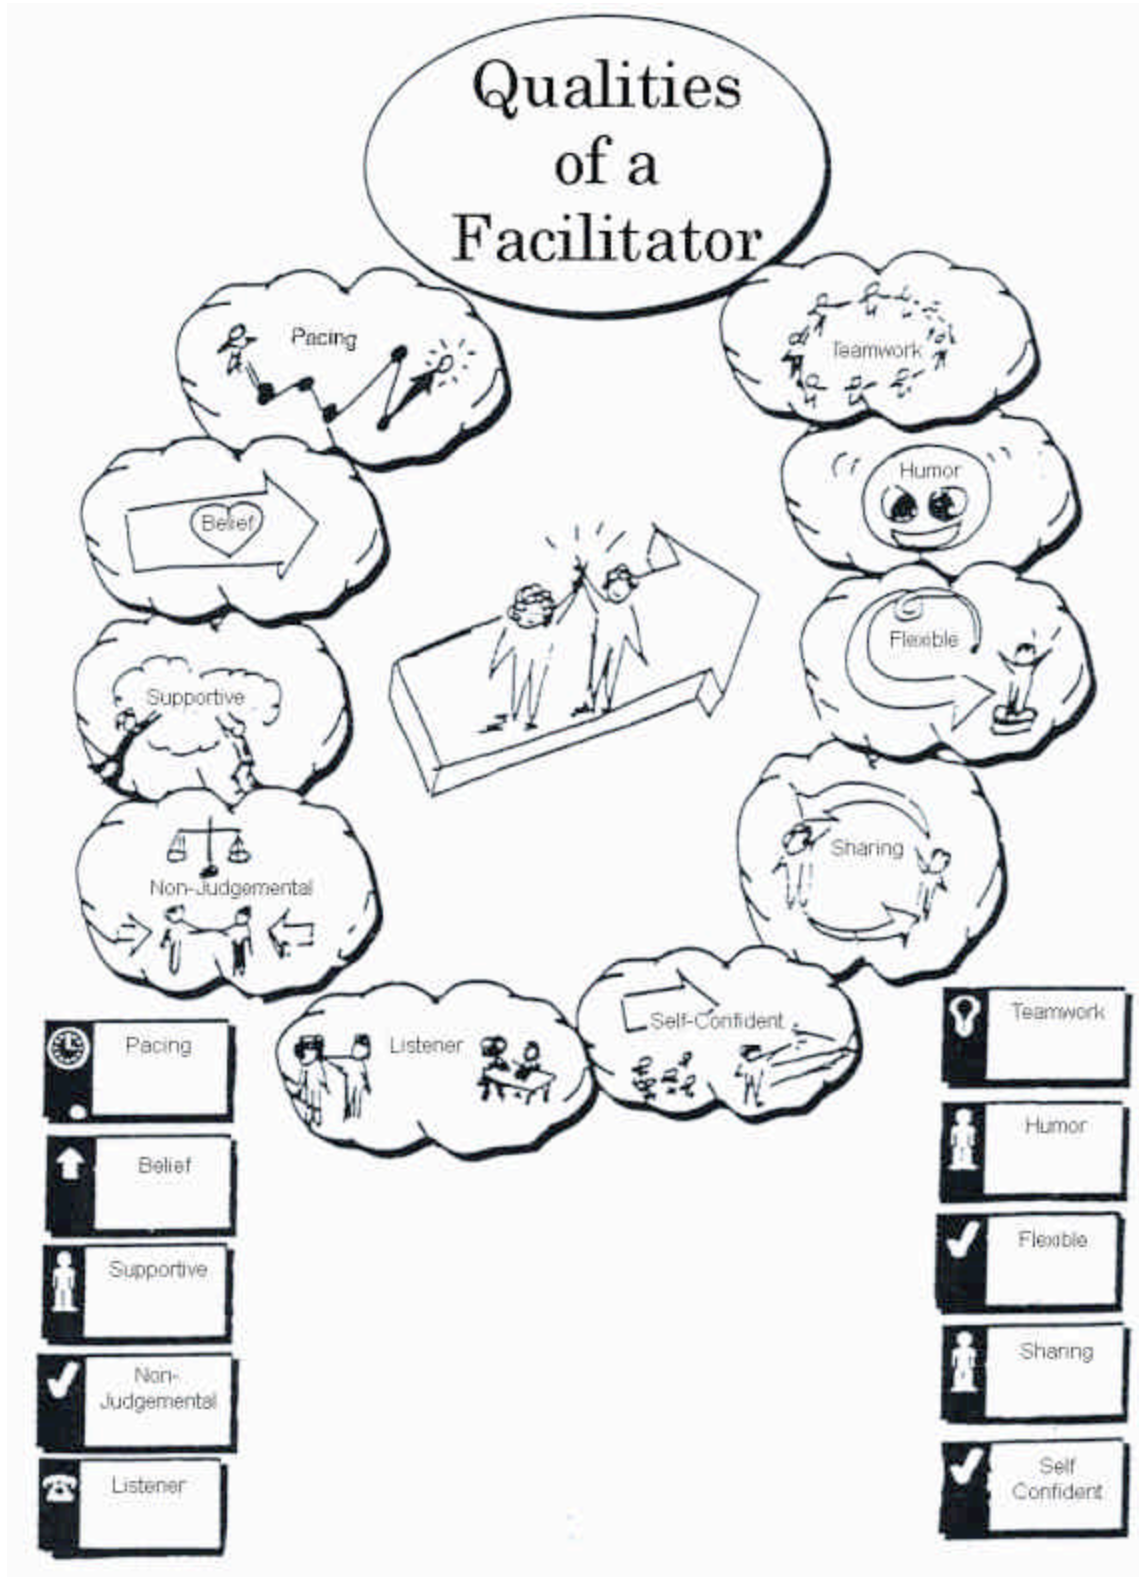 Qualities
of a
Facilitator
Pacing
Teamwork
Belief
Humor
Supportive
Flexible
Non-Judgemental
Sharing
Listener
Self-Confident
Pacing
Belief
Supportive
Non-
Judgemental
Listener
Teamwork
Humor
Flexible
Sharing
Self
Confident